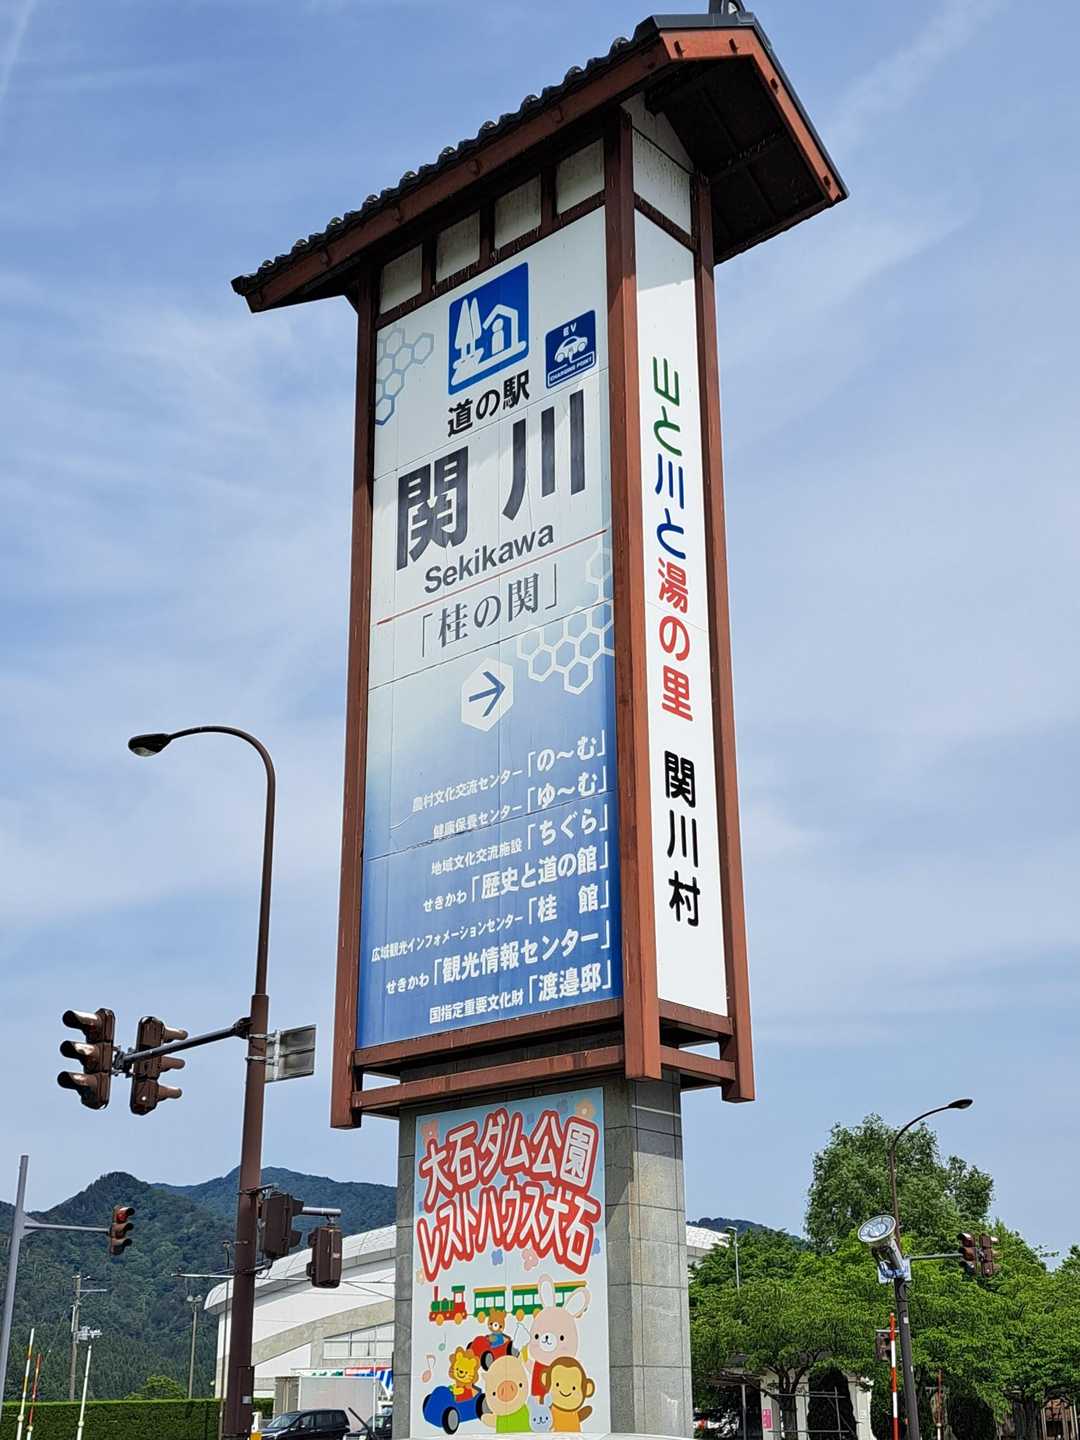 EV
CHARGING POINT
道の駅
関川
Sekikawa
「桂の関」
農村文化交流センター「の～む」
健康保養センター「ゆ～む」
地域文化交流施設「ちぐら」
せきかわ「歴史と道の館」
広域観光インフォメーションセンター「桂　館」
せきかわ「観光情報センター」
国指定重要文化財「渡邉邸」
山と川と湯の里　関川村
大石ダム公園
レストハウス大石